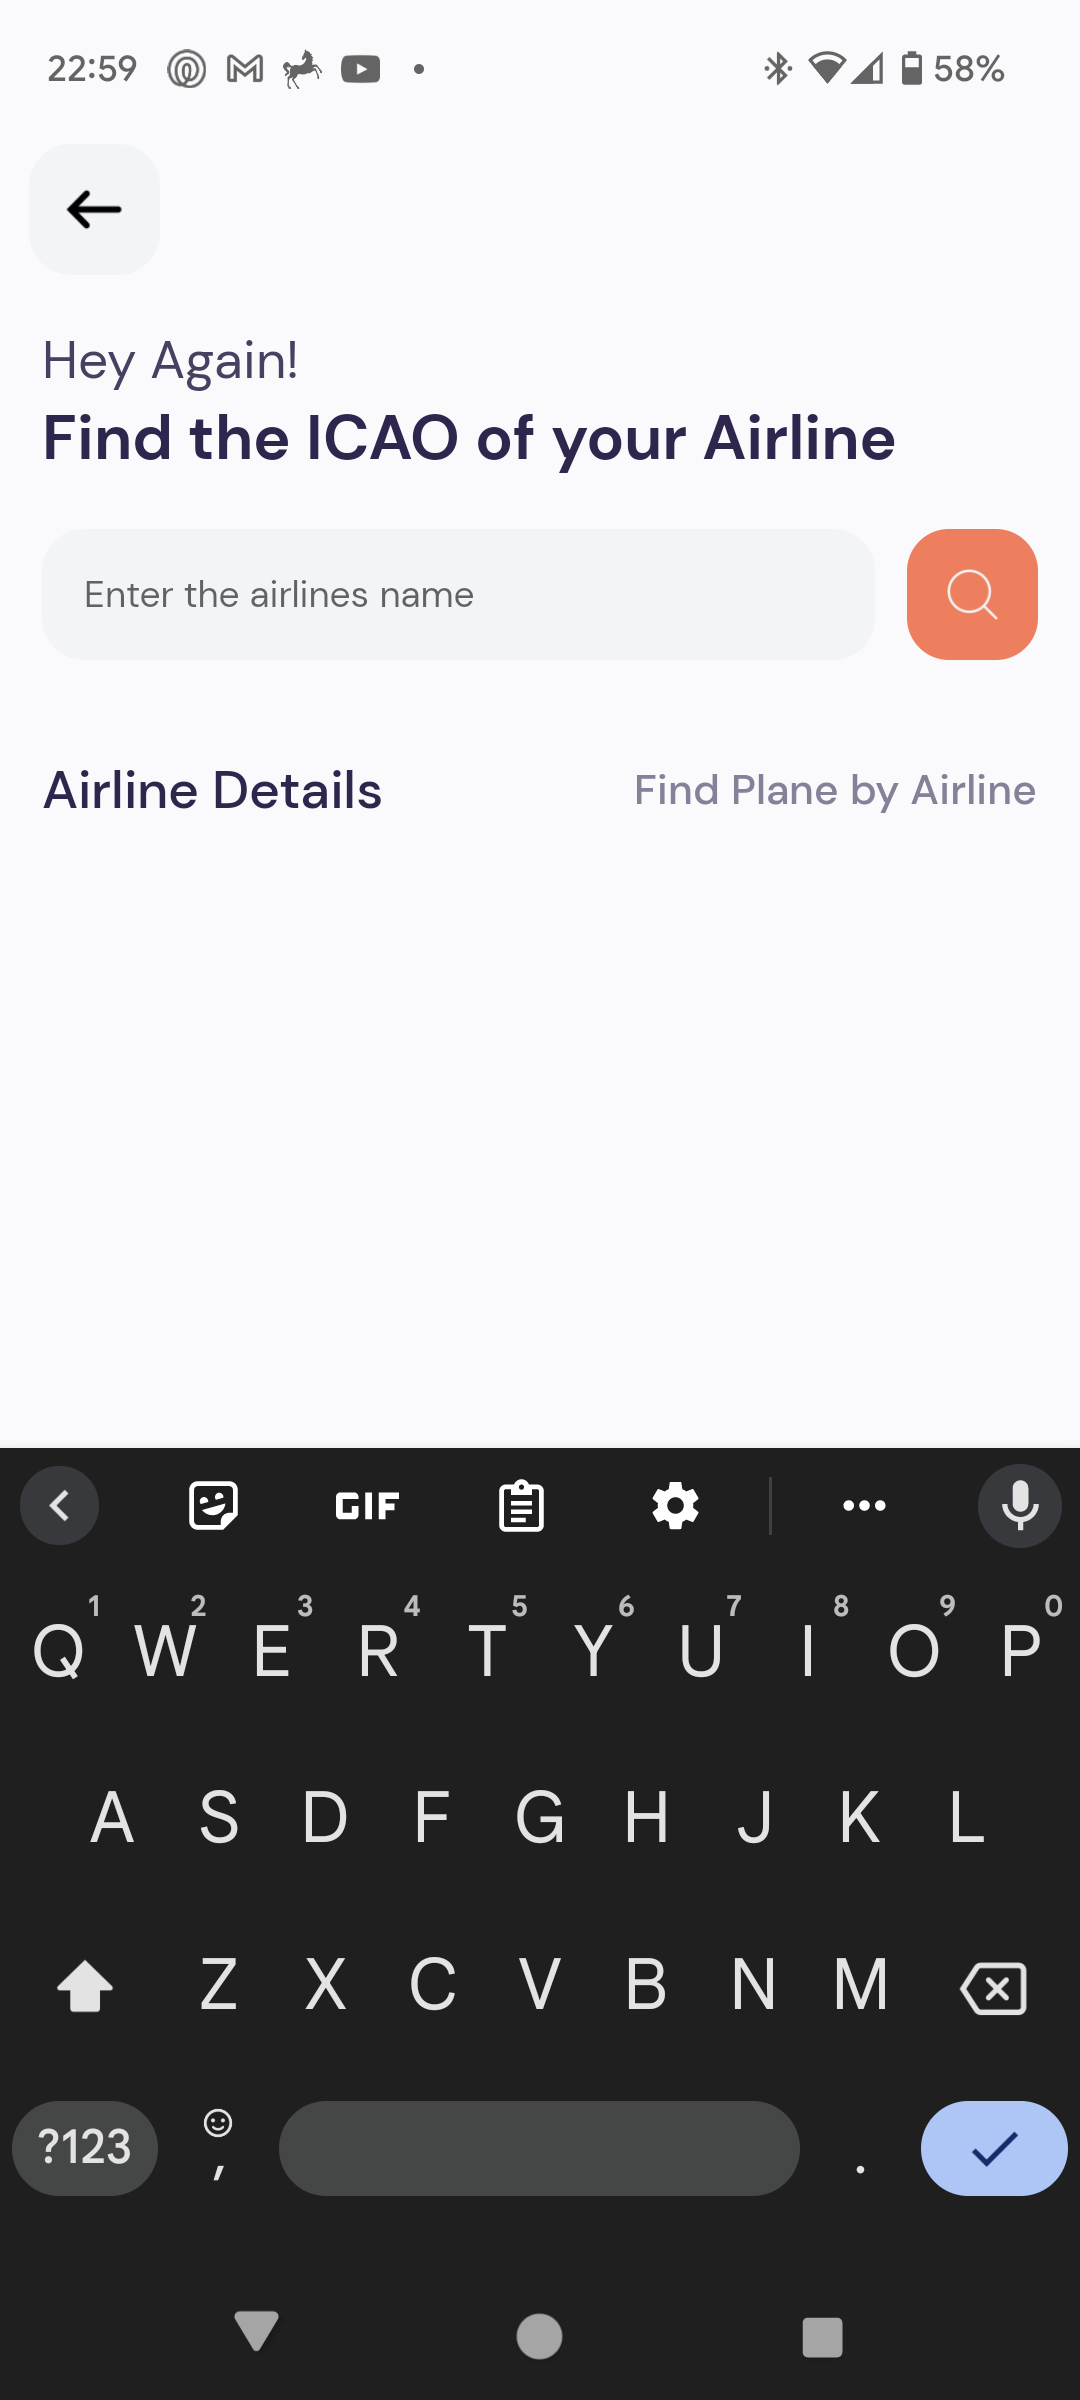 22:59 58%
Hey Again!
Find the ICAO of your Airline
Enter the airlines name
Airline Details Find Plane by Airline
GIF
1 2 3 4 5 6 7 8 9 0
Q W E R T Y U I O P
A S D F G H J K L
Z X C V B N M
?123 , .